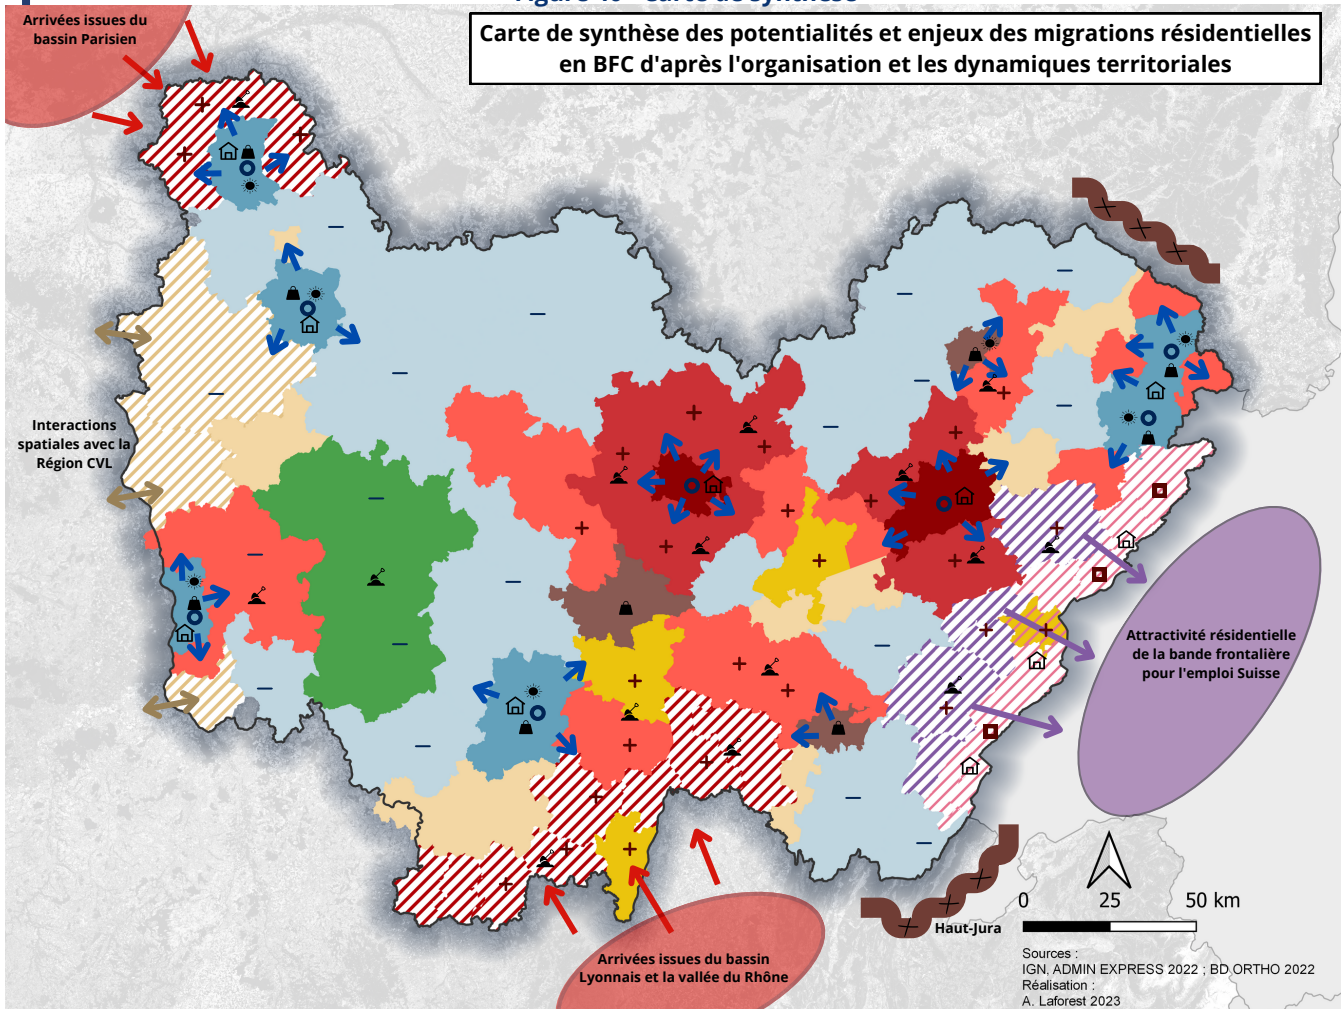 Arrivées issues du
bassin Parisien
Carte de synthèse des potentialités et enjeux des migrations résidentielles
en BFC d'après l'organisation et les dynamiques territoriales
Interactions
spatiales avec la
Région CVL
Attractivité résidentielle
de la bande frontalière
pour l'emploi Suisse
Haut-Jura
Arrivées issues du bassin
Lyonnais et la vallée du Rhône
0 25 50 km
Sources :
IGN, ADMIN EXPRESS 2022 ; BD ORTHO 2022
Réalisation :
A. Laforest 2023